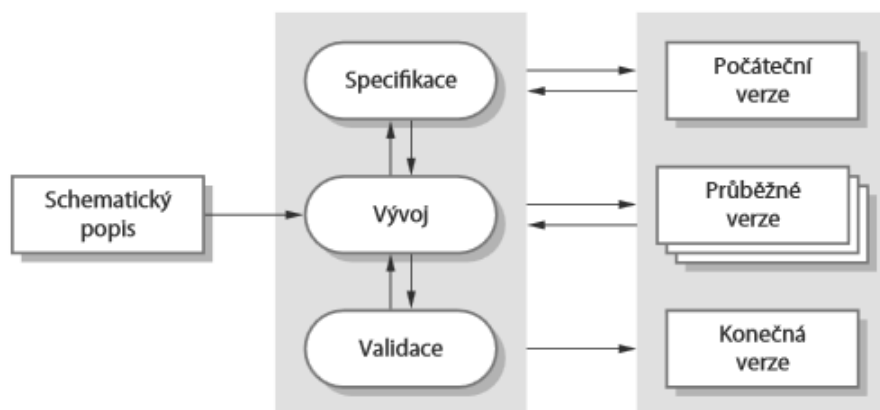 Specifikace
Počáteční
verze
Schematický
popis
Vývoj
Průběžné
verze
Validace
Konečná
verze